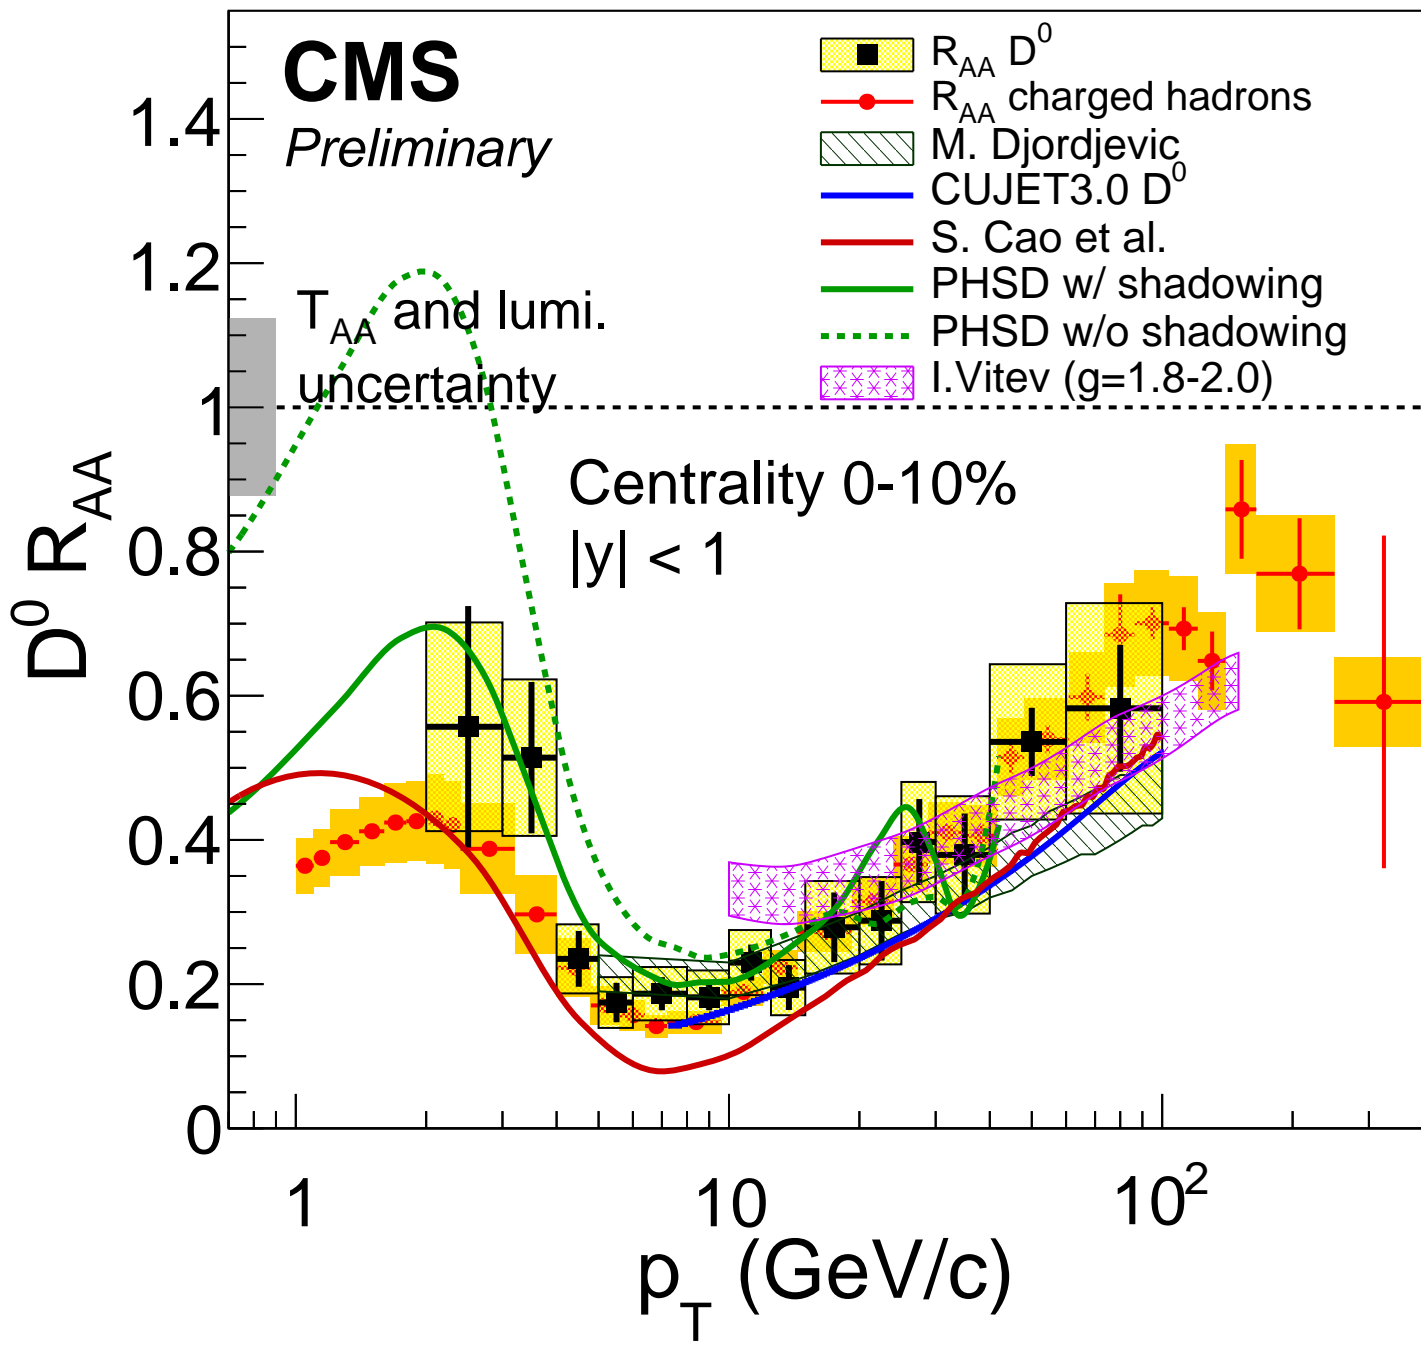 CMS
Preliminary
R_AA D^0
R_AA charged hadrons
M. Djordjevic
CUJET3.0 D^0
S. Cao et al.
PHSD w/ shadowing
PHSD w/o shadowing
I.Vitev (g=1.8-2.0)
T_AA and lumi.
uncertainty
Centrality 0-10%
|y| < 1
D^0 R_AA
1.4
1.2
1
0.8
0.6
0.4
0.2
0
1
10
10^2
p_T (GeV/c)